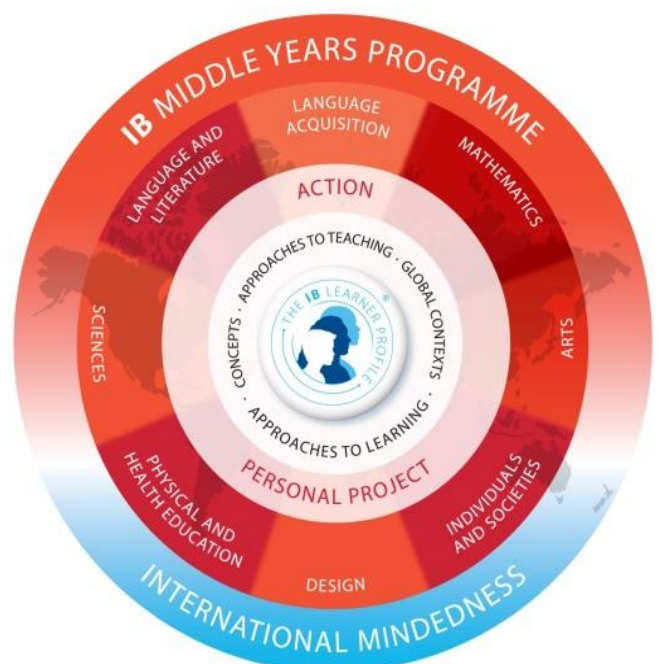 IB MIDDLE YEARS PROGRAMME
LANGUAGE
ACQUISITION
LANGUAGE AND
LITERATURE
MATHEMATICS
SCIENCES
ARTS
PHYSICAL AND
HEALTH EDUCATION
DESIGN
INDIVIDUALS
AND SOCIETIES
ACTION
PERSONAL PROJECT
· CONCEPTS · APPROACHES TO TEACHING · GLOBAL CONTEXTS ·
APPROACHES TO LEARNING
· THE IB LEARNER PROFILE ·
®
INTERNATIONAL MINDEDNESS